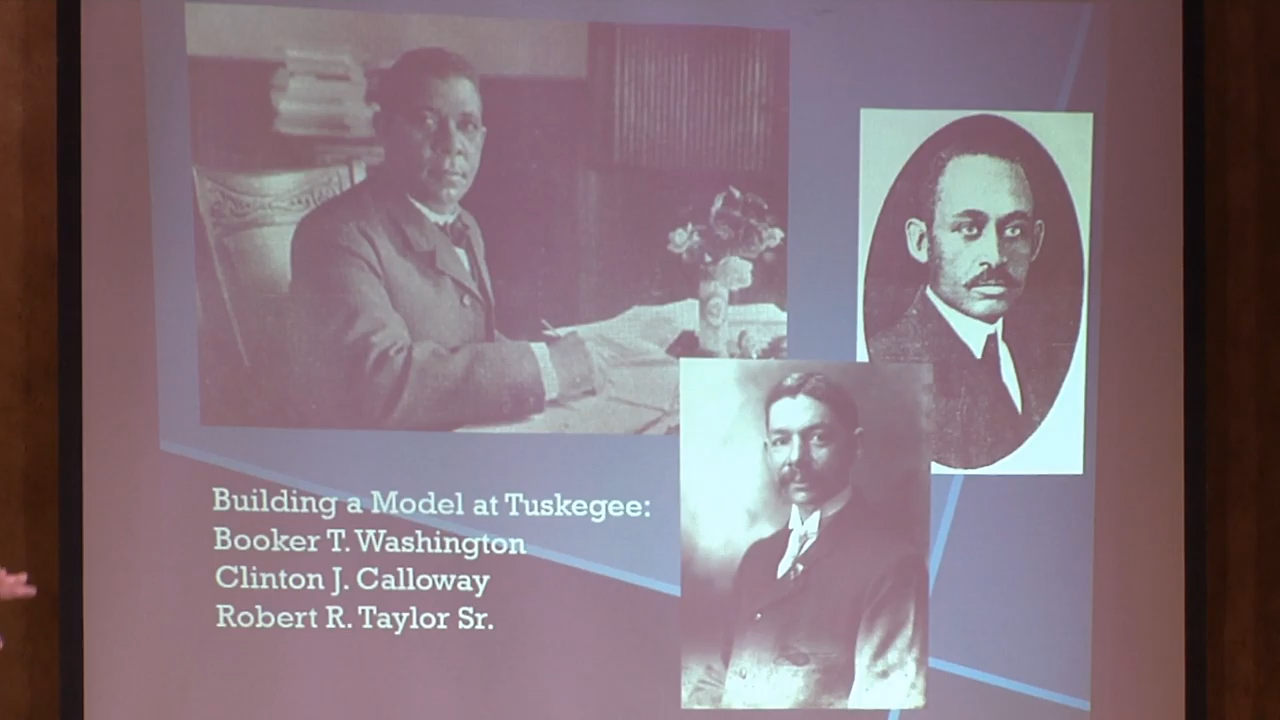 Building a Model at Tuskegee:
Booker T. Washington
Clinton J. Calloway
Robert R. Taylor Sr.